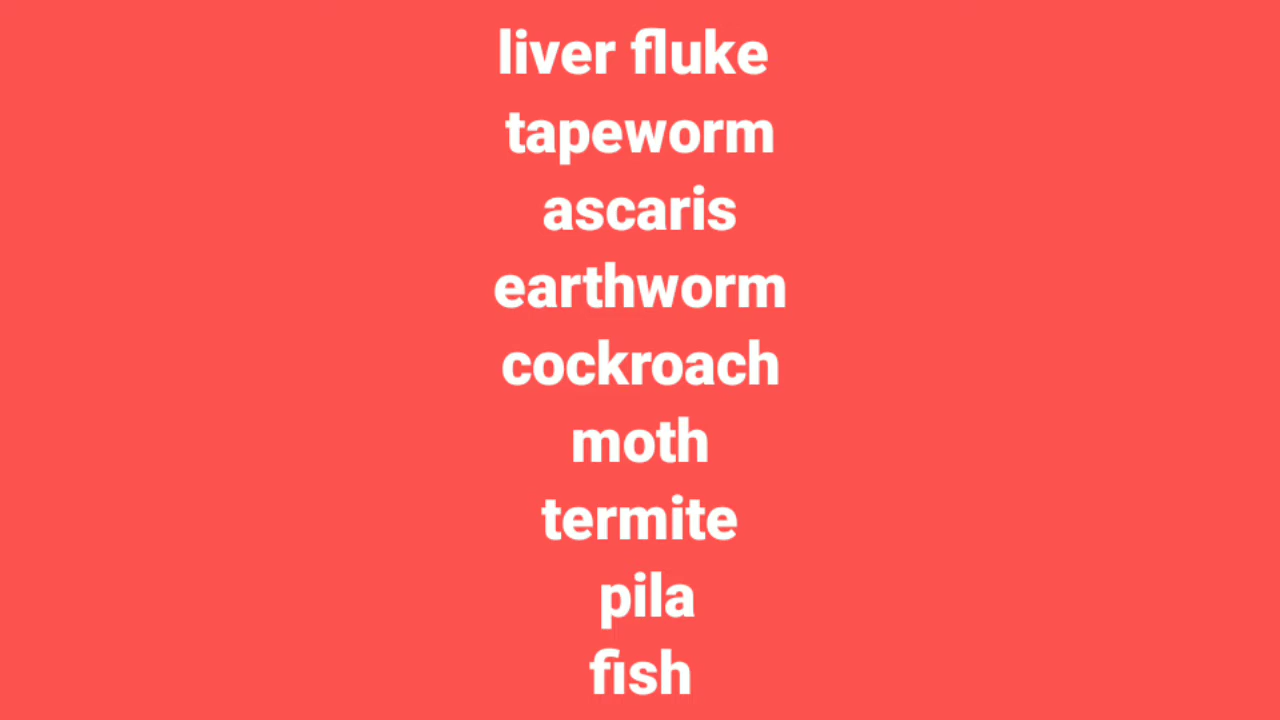 liver fluke
tapeworm
ascaris
earthworm
cockroach
moth
termite
pila
fish